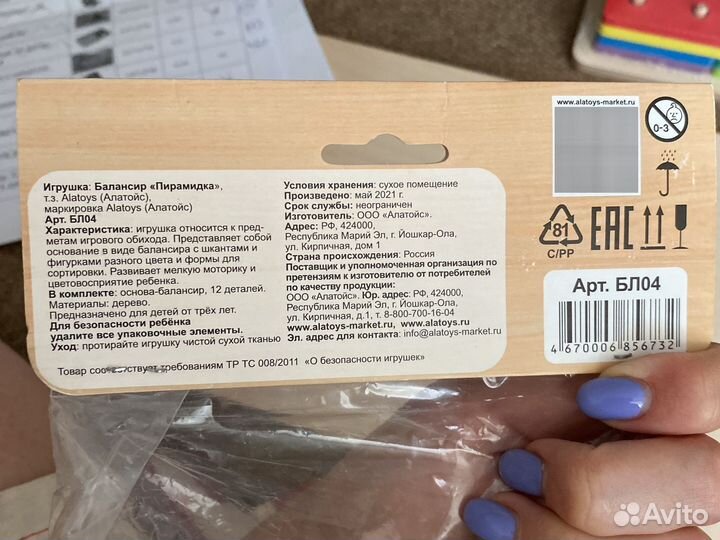 Игрушка: Балансир «Пирамидка»,
т.з. Alatoys (Алатойс),
маркировка Alatoys (Алатойс)
Арт. БЛ04
Характеристика: игрушка относится к пред-
метам игрового обихода. Представляет собой
основание в виде балансира с шкантами и
фигурками разного цвета и формы для
сортировки. Развивает мелкую моторику и
цветовосприятие ребенка.
В комплекте: основа-балансир, 12 деталей.
Материалы: дерево.
Предназначено для детей от трёх лет.
Для безопасности ребёнка
удалите все упаковочные элементы.
Уход: протирайте игрушку чистой сухой тканью
Условия хранения: сухое помещение
Произведено: май 2021 г.
Срок службы: неограничен
Изготовитель: ООО «Алатойс».
Адрес: РФ, 424000,
Республика Марий Эл, г. Йошкар-Ола,
ул. Кирпичная, дом 1
Страна происхождения: Россия
Поставщик и уполномоченная организация по
претензиям к изготовителю от потребителей
по качеству продукции:
ООО «Алатойс». Юр. адрес: РФ, 424000,
Республика Марий Эл, г. Йошкар-Ола,
ул. Кирпичная, д.1, т. 8-800-700-16-04
www.alatoys-market.ru, www.alatoys.ru
Эл. адрес для контакта: info@alatoys-market.ru
Товар соответствует требованиям ТР ТС 008/2011 «О безопасности игрушек»
www.alatoys-market.ru
0-3
81
C/PP
EAC
Арт. БЛ04
4 670006 856732
Avito